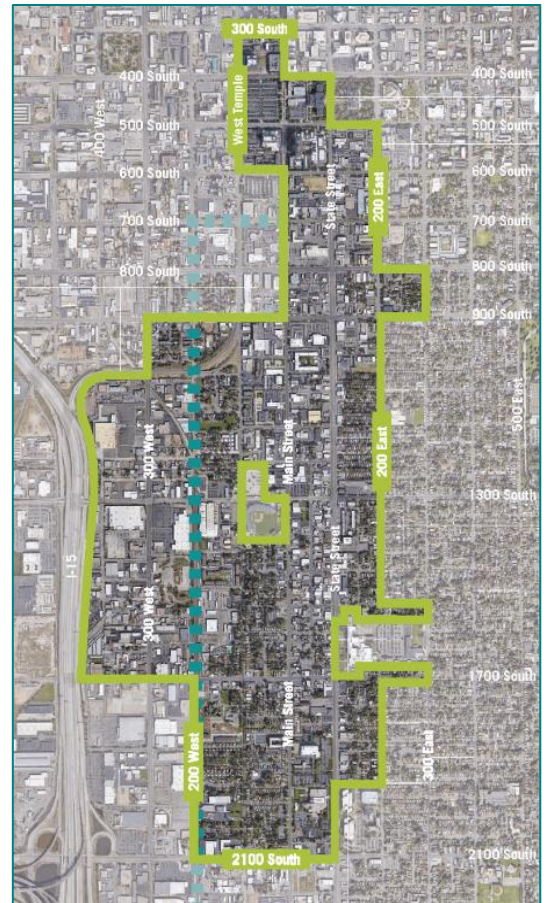 300 South
400 South
400 South
West Temple
400 West
500 South
500 South
600 South
600 South
State Street
200 East
700 South
700 South
800 South
800 South
900 South
300 West
Main Street
200 East
500 East
1300 South
I-15
State Street
300 West
1700 South
Main Street
200 West
300 East
2100 South
2100 South